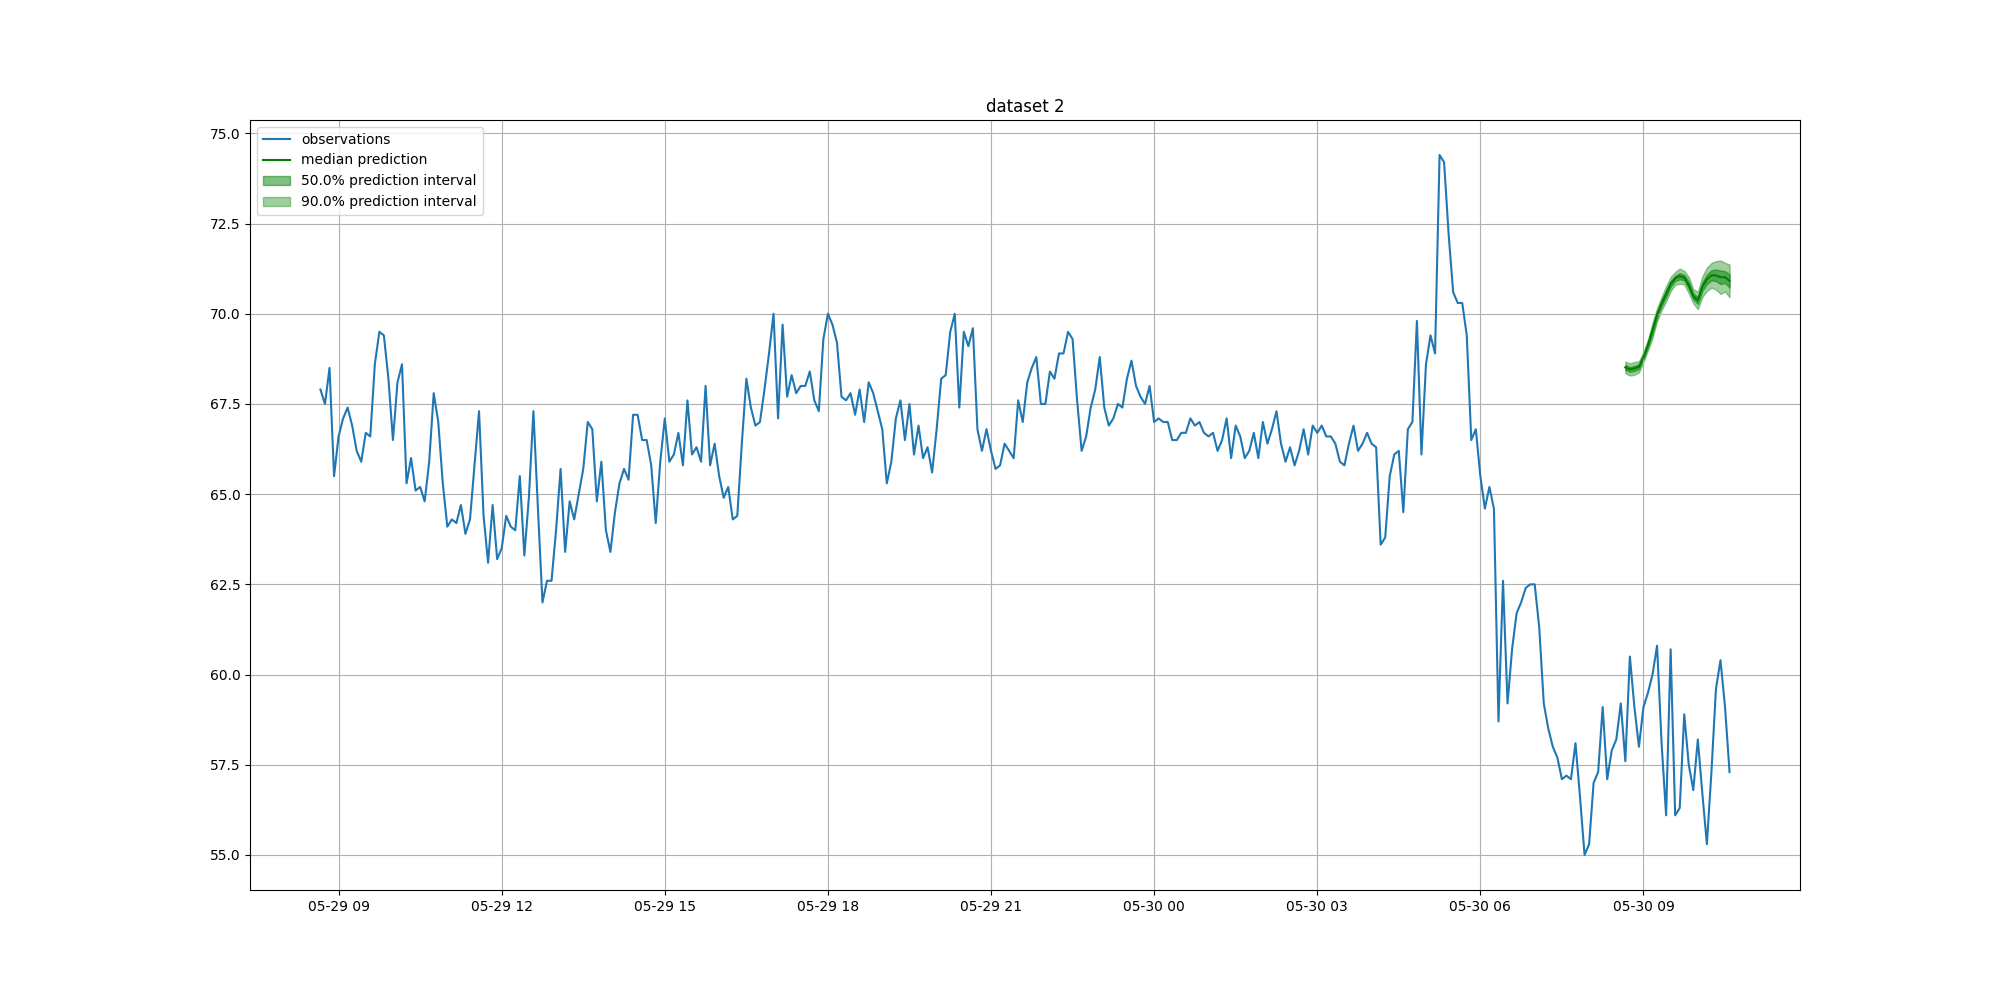 dataset 2
observations
median prediction
50.0% prediction interval
90.0% prediction interval
75.0
72.5
70.0
67.5
65.0
62.5
60.0
57.5
55.0
05-29 09 05-29 12 05-29 15 05-29 18 05-29 21 05-30 00 05-30 03 05-30 06 05-30 09